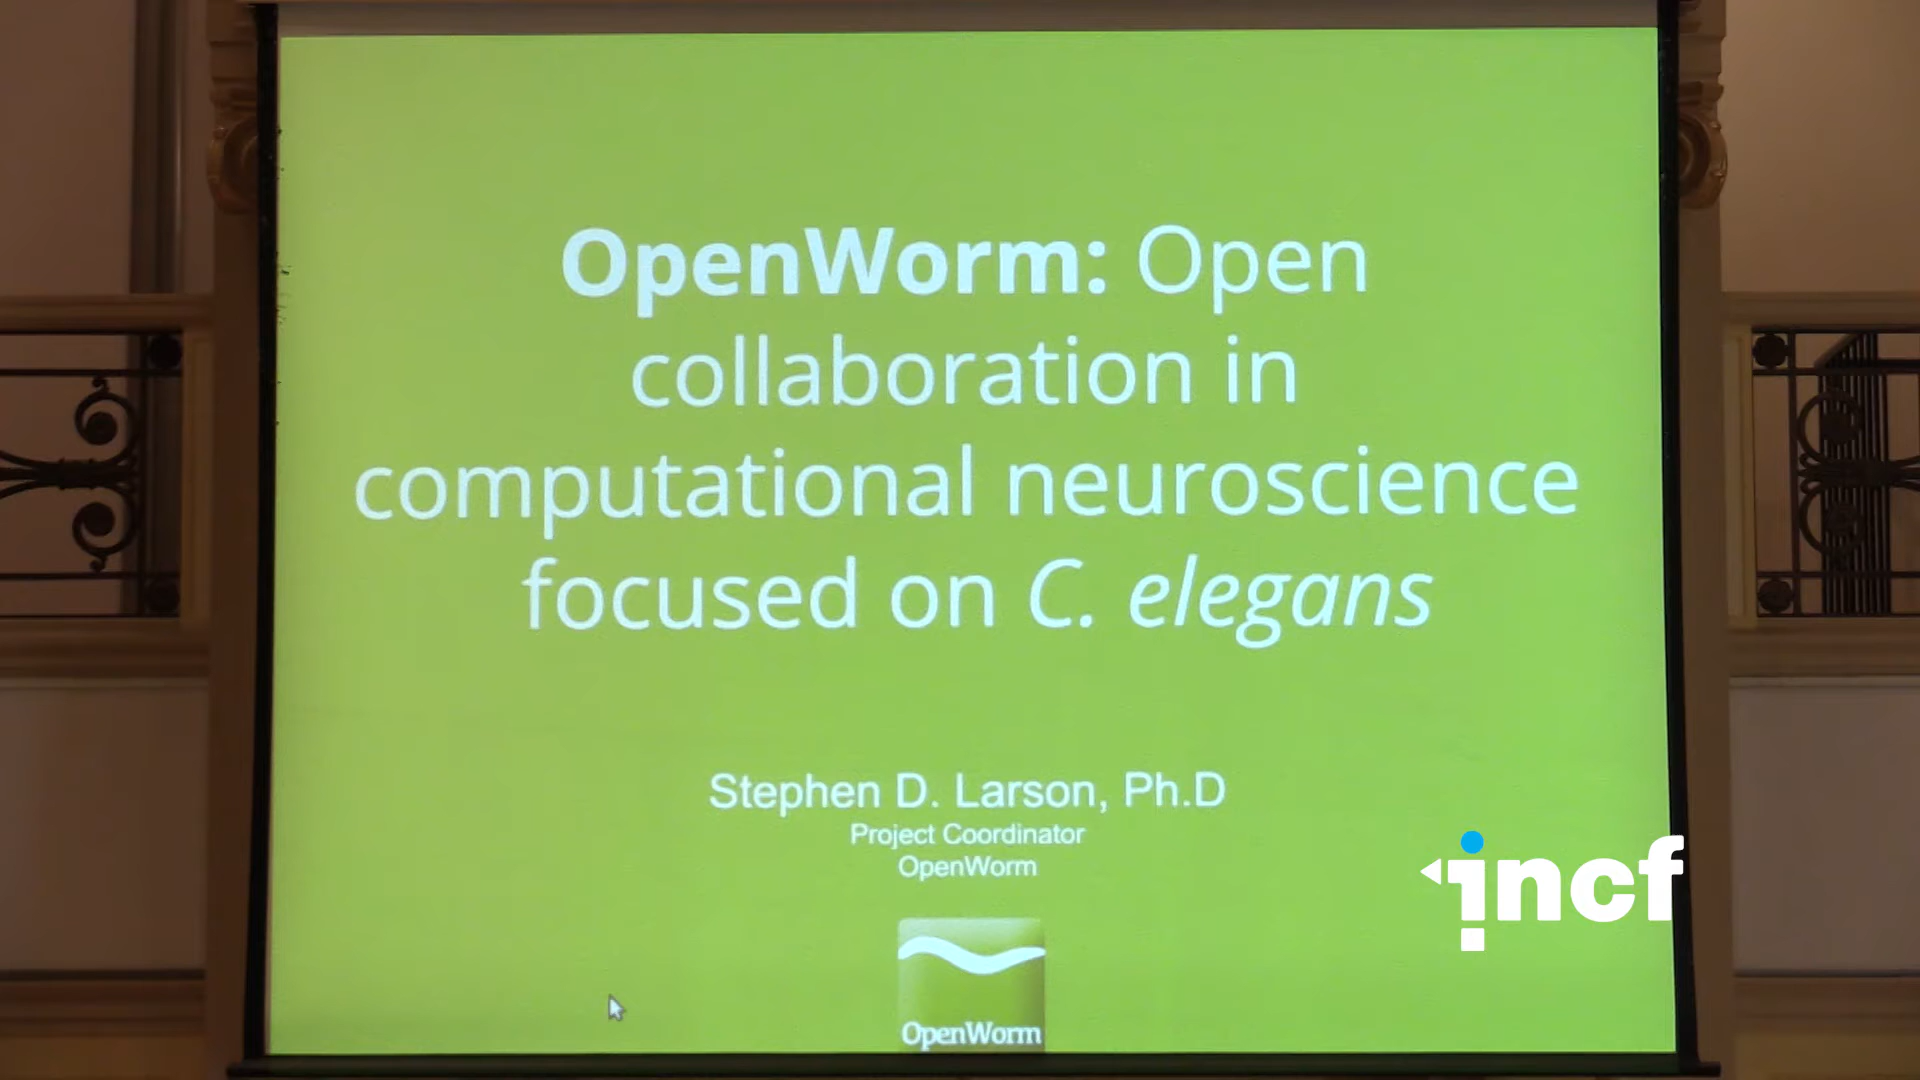 OpenWorm: Open
collaboration in
computational neuroscience
focused on C. elegans
Stephen D. Larson, Ph.D
Project Coordinator
OpenWorm
incf
OpenWorm